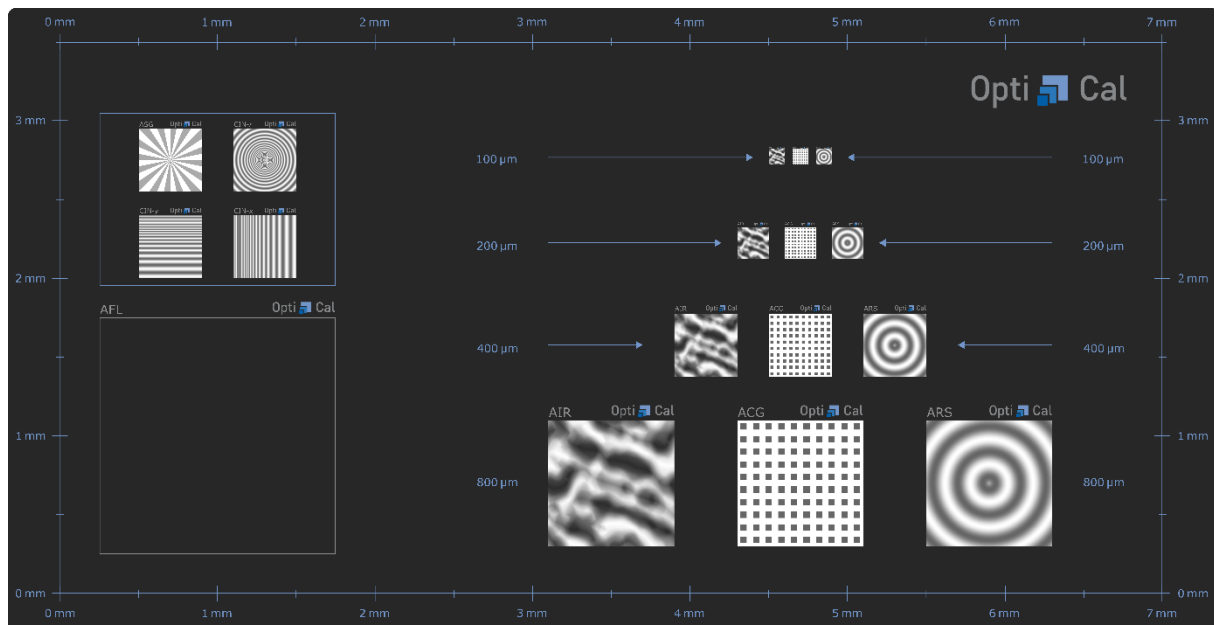 0 mm 1 mm 2 mm 3 mm 4 mm 5 mm 6 mm 7 mm
Opti Cal
3 mm 3 mm
ASG Opti Cal CIN-r Opti Cal
100 µm 100 µm
CIN-y Opti Cal CIN-x Opti Cal
200 µm 200 µm
2 mm 2 mm
AFL Opti Cal
AIR Opti Cal ACG Opti Cal ARS Opti Cal
400 µm 400 µm
AIR Opti Cal ACG Opti Cal ARS Opti Cal
1 mm 1 mm
800 µm 800 µm
0 mm 0 mm
0 mm 1 mm 2 mm 3 mm 4 mm 5 mm 6 mm 7 mm